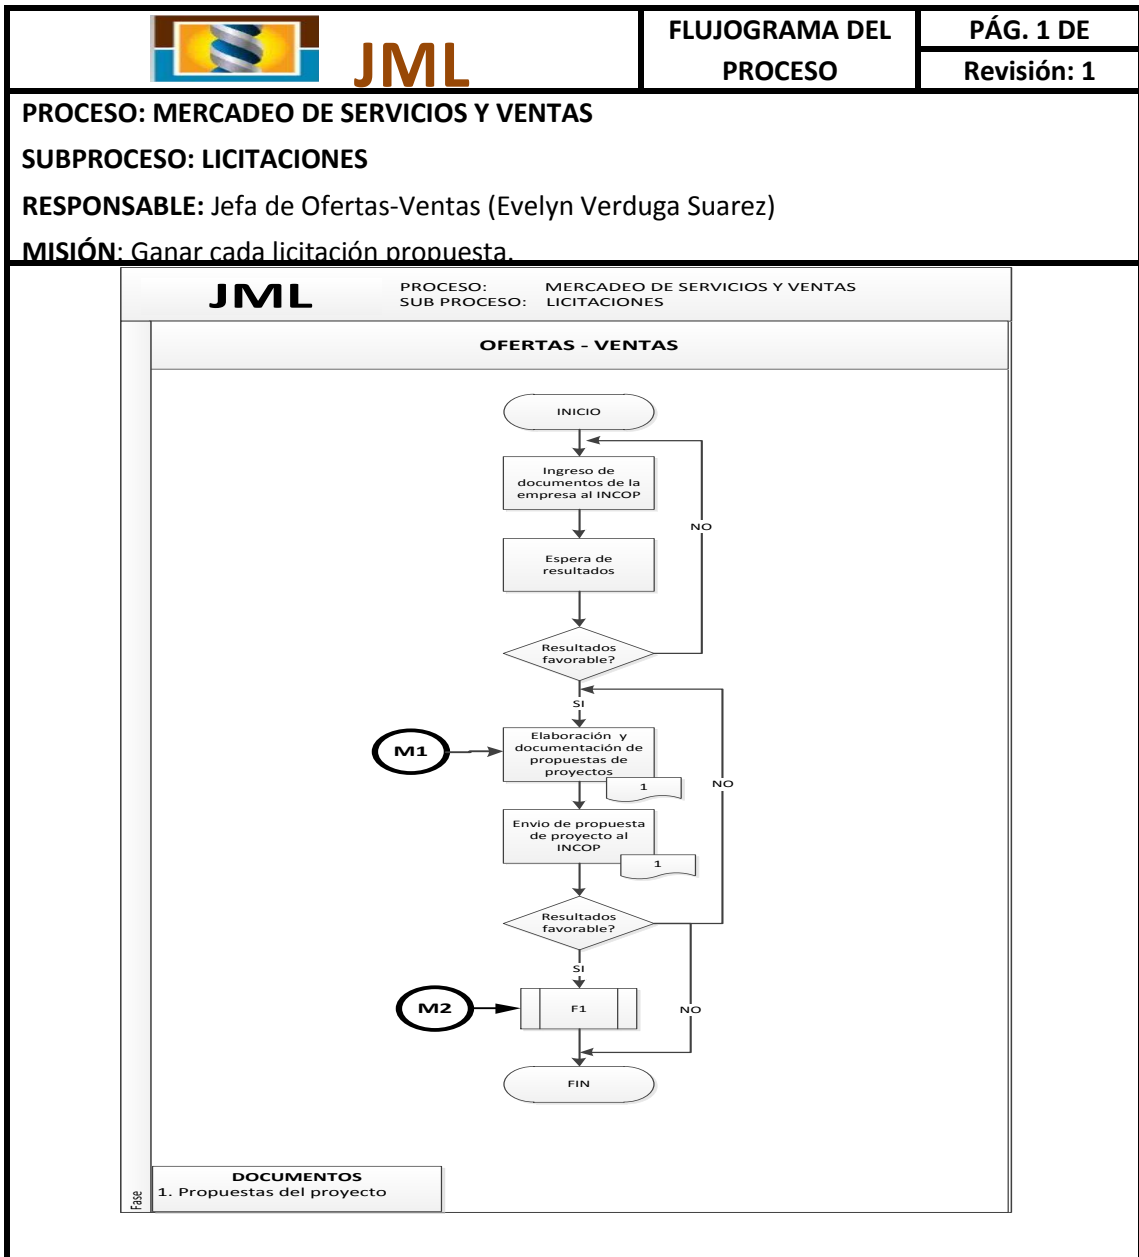 JML
FLUJOGRAMA DEL
PROCESO
PÁG. 1 DE
Revisión: 1
PROCESO: MERCADEO DE SERVICIOS Y VENTAS
SUBPROCESO: LICITACIONES
RESPONSABLE: Jefa de Ofertas-Ventas (Evelyn Verduga Suarez)
MISIÓN: Ganar cada licitación propuesta.
JML
PROCESO: MERCADEO DE SERVICIOS Y VENTAS
SUB PROCESO: LICITACIONES
OFERTAS - VENTAS
INICIO
Ingreso de
documentos de la
empresa al INCOP
NO
Espera de
resultados
Resultados
favorable?
SI
M1
Elaboración y
documentación de
propuestas de
proyectos
1
NO
Envio de propuesta
de proyecto al
INCOP
1
Resultados
favorable?
SI
M2
F1
NO
FIN
DOCUMENTOS
1. Propuestas del proyecto
Fase